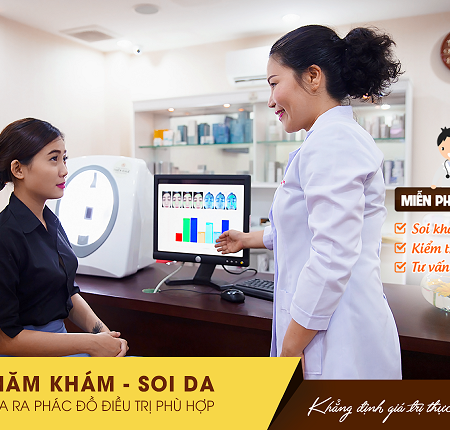 MIỄN PH
Soi kh
Kiểm t
Tư vấn
HĂM KHÁM - SOI DA
A RA PHÁC ĐỒ ĐIỀU TRỊ PHÙ HỢP
Khẳng định giá trị thực